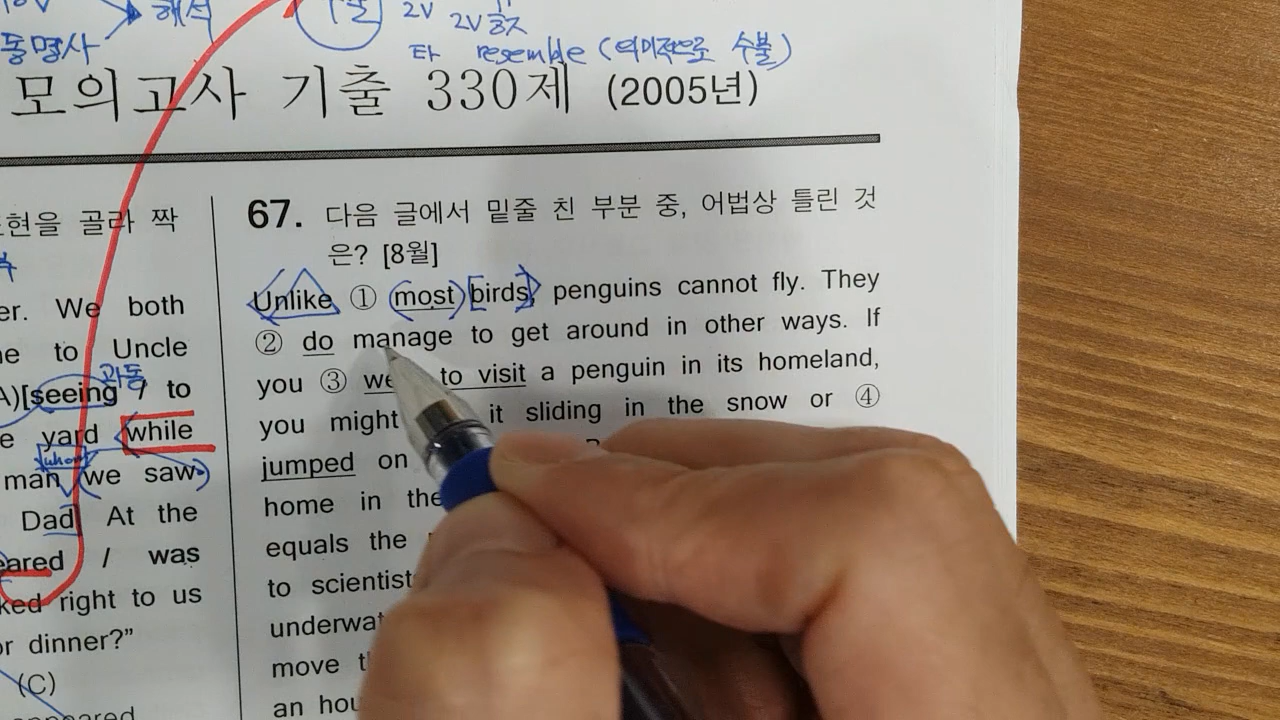 해석
2V
2V
동명사
타 resemble (의미적으로 수불)
모의고사 기출 330제 (2005년)
현을 골라 짝
er. We both
to Uncle
과동
[seeing / to
yard while
whom
man we saw
Dad At the
eared / was
ked right to us
or dinner?”
(C)
appeared
67. 다음 글에서 밑줄 친 부분 중, 어법상 틀린 것
은? [8월]
Unlike ① most birds, penguins cannot fly. They
② do manage to get around in other ways. If
you ③ we to visit a penguin in its homeland,
you might it sliding in the snow or ④
jumped on
home in the
equals the
to scientist
underwat
move t
an hou